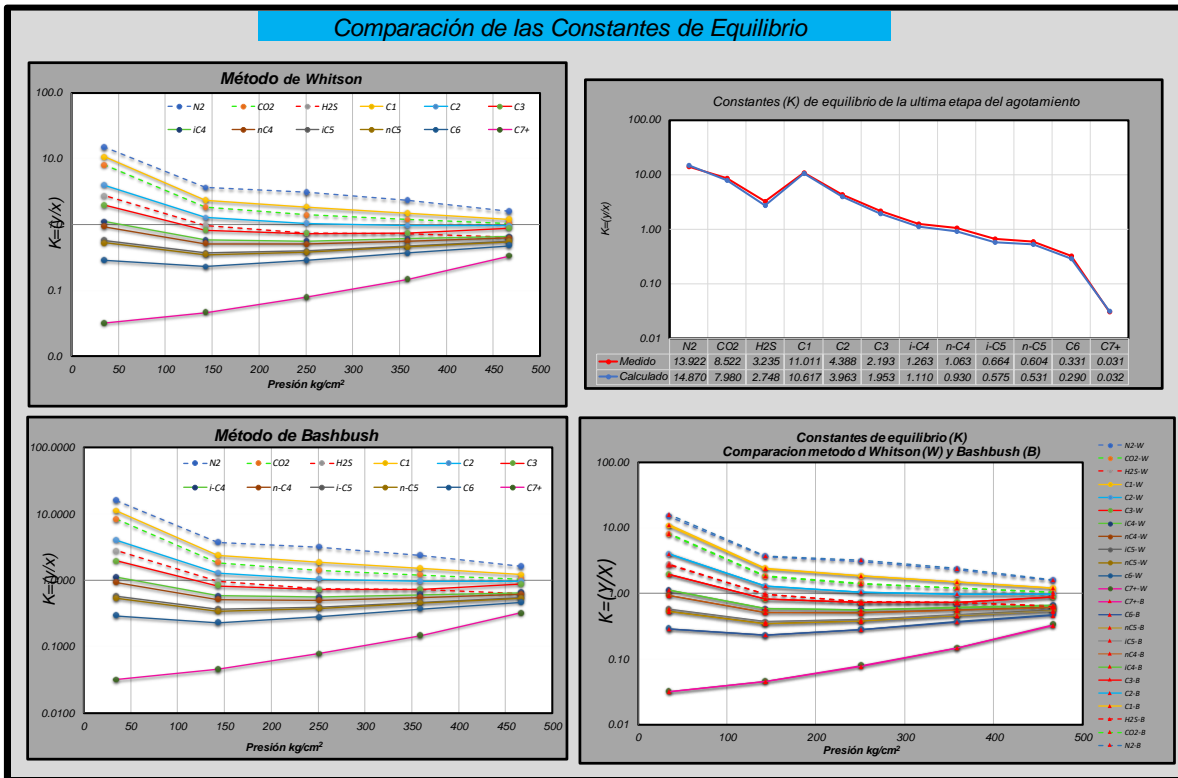 Comparación de las Constantes de Equilibrio
Método de Whitson
100.0
10.0
0.1
0.0
K=(y/x)
N2 CO2 H2S C1 C2 C3
iC4 nC4 iC5 nC5 C6 C7+
0 50 100 150 200 250 300 350 400 450 500
Presión kg/cm²
Constantes (K) de equilibrio de la ultima etapa del agotamiento
100.00
10.00
1.00
0.10
0.01
K=(y/x)
N2 CO2 H2S C1 C2 C3 i-C4 n-C4 i-C5 n-C5 C6 C7+
Medido 13.922 8.522 3.235 11.011 4.388 2.193 1.263 1.063 0.664 0.604 0.331 0.031
Calculado 14.870 7.980 2.748 10.617 3.963 1.953 1.110 0.930 0.575 0.531 0.290 0.032
Método de Bashbush
100.0000
10.0000
1.0000
0.1000
0.0100
K=(y/x)
N2 CO2 H2S C1 C2 C3
i-C4 n-C4 i-C5 n-C5 C6 C7+
0 50 100 150 200 250 300 350 400 450 500
Presión kg/cm²
Constantes de equilibrio (K)
Comparacion metodo d Whitson (W) y Bashbush (B)
100.00
10.00
1.00
0.10
0.01
K=(y/x)
0 100 200 300 400 500
Presión kg/cm²
N2-W
CO2-W
H2S-W
C1-W
C2-W
C3-W
iC4-W
nC4-W
iC5-W
nC5-W
c6-W
C7+-W
C7+-B
C6-B
nC5-B
iC5-B
nC4-B
iC4-B
C3-B
C2-B
C1-B
H2S-B
CO2-B
N2-B